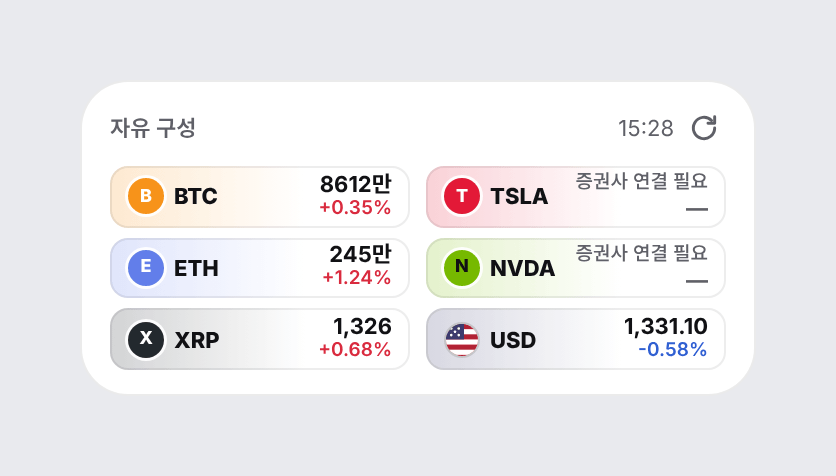 자유 구성
15:28
B BTC 8612만
+0.35%
T TSLA 증권사 연결 필요
—
E ETH 245만
+1.24%
N NVDA 증권사 연결 필요
—
X XRP 1,326
+0.68%
USD 1,331.10
-0.58%